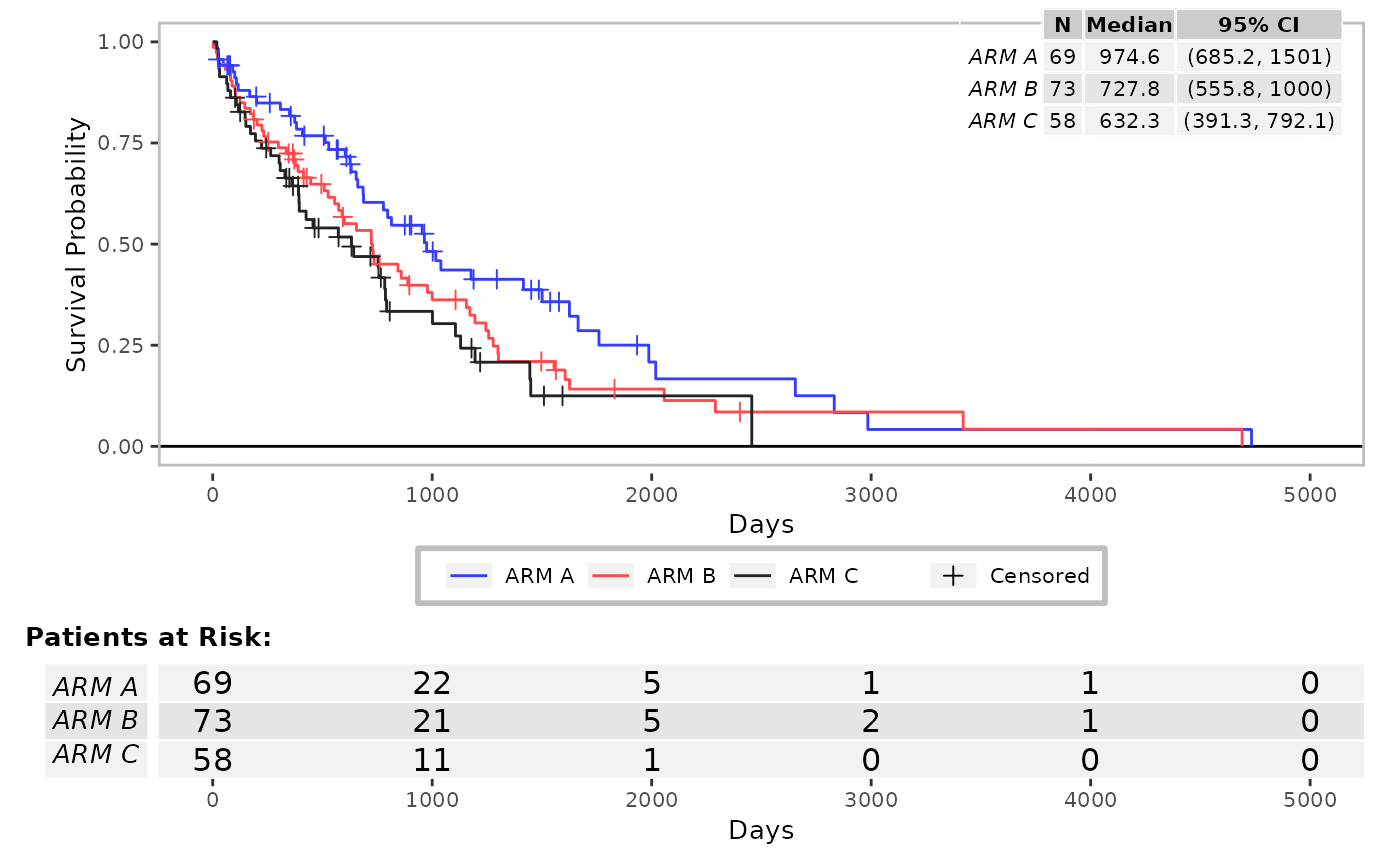 N Median 95% CI
ARM A 69 974.6 (685.2, 1501)
ARM B 73 727.8 (555.8, 1000)
ARM C 58 632.3 (391.3, 792.1)
Survival Probability
1.00
0.75
0.50
0.25
0.00
0 1000 2000 3000 4000 5000
Days
ARM A ARM B ARM C Censored
Patients at Risk:
ARM A 69 22 5 1 1 0
ARM B 73 21 5 2 1 0
ARM C 58 11 1 0 0 0
0 1000 2000 3000 4000 5000
Days